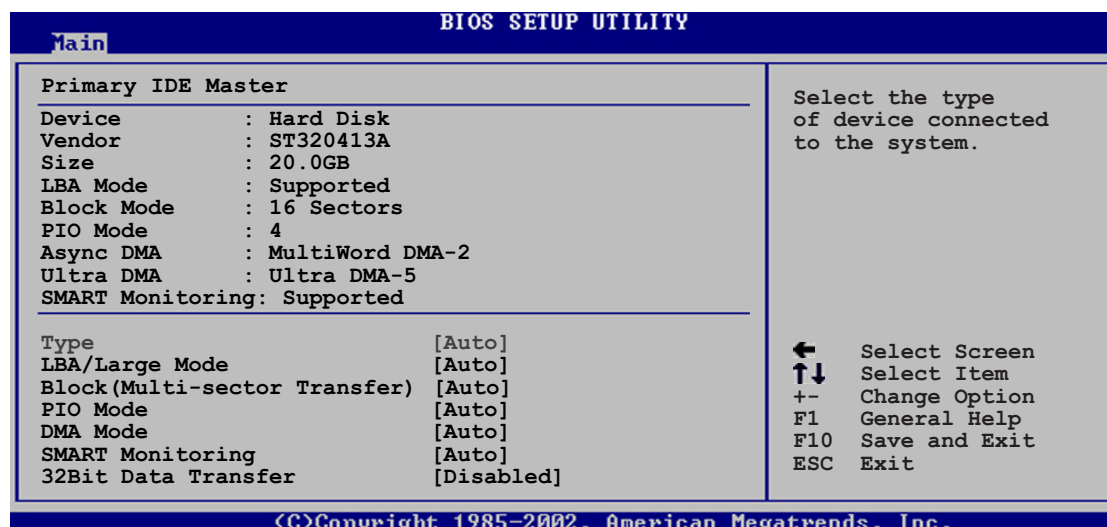 BIOS SETUP UTILITY
Main
Primary IDE Master
Device : Hard Disk
Vendor : ST320413A
Size : 20.0GB
LBA Mode : Supported
Block Mode : 16 Sectors
PIO Mode : 4
Async DMA : MultiWord DMA-2
Ultra DMA : Ultra DMA-5
SMART Monitoring: Supported
Type [Auto]
LBA/Large Mode [Auto]
Block(Multi-sector Transfer) [Auto]
PIO Mode [Auto]
DMA Mode [Auto]
SMART Monitoring [Auto]
32Bit Data Transfer [Disabled]
Select the type
of device connected
to the system.
← Select Screen
↑↓ Select Item
+- Change Option
F1 General Help
F10 Save and Exit
ESC Exit
(C)Copyright 1985-2002, American Megatrends, Inc.